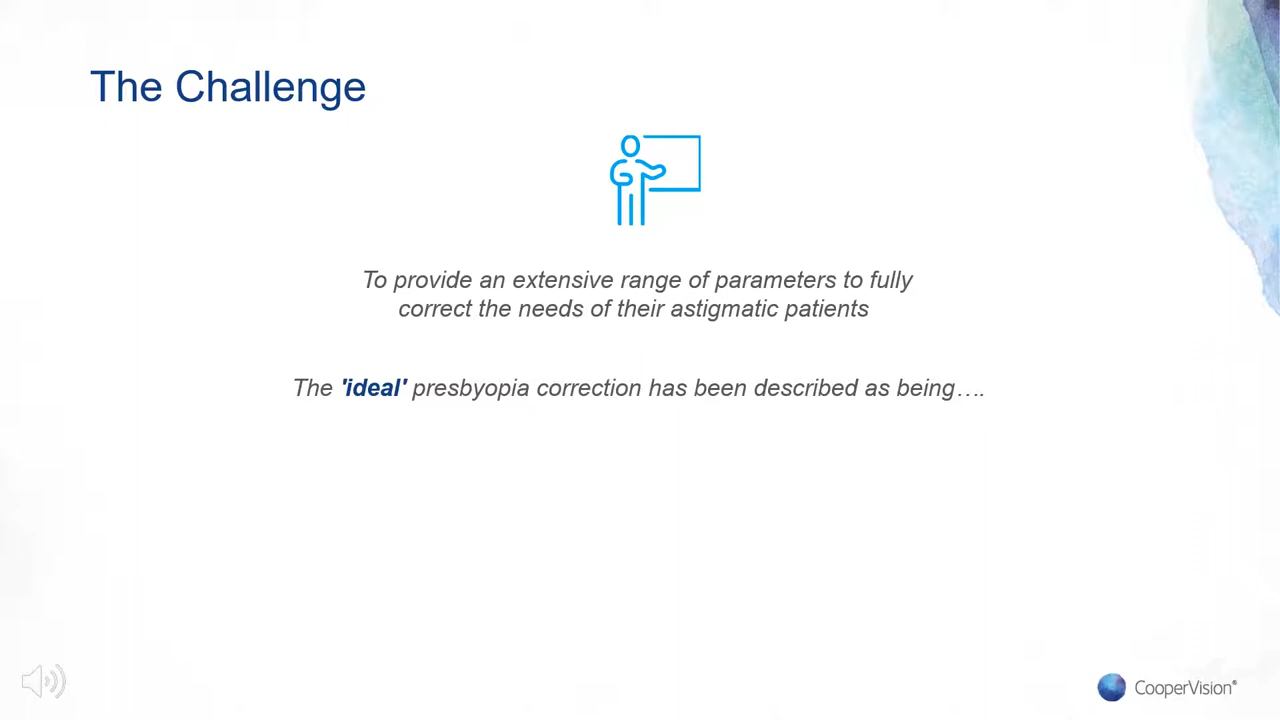 The Challenge
To provide an extensive range of parameters to fully
correct the needs of their astigmatic patients
The 'ideal' presbyopia correction has been described as being….
CooperVision®